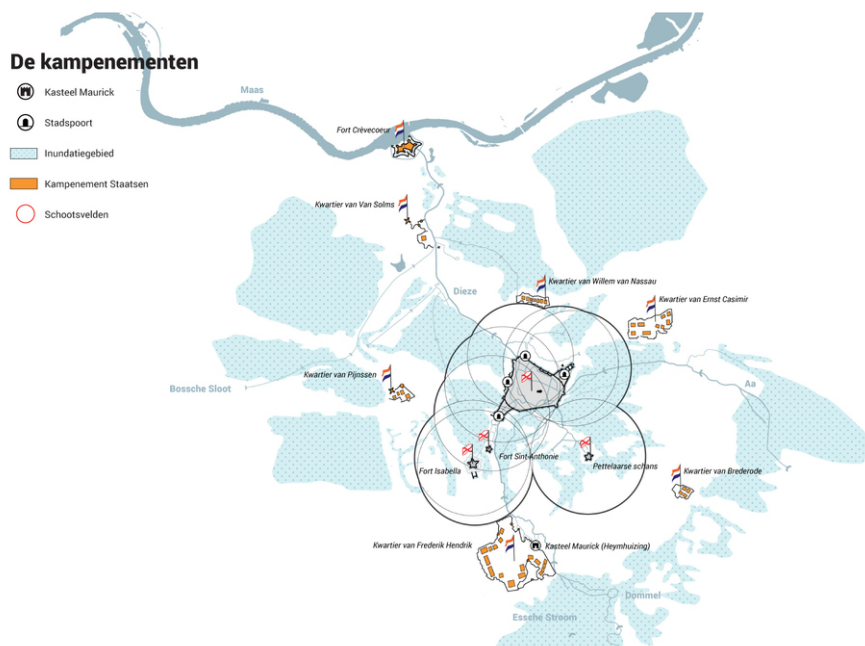 De kampenementen
Kasteel Maurick
Stadspoort
Inundatiegebied
Kampenement Staatsen
Schootsvelden
Maas
Fort Crèvecoeur
Kwartier van Van Solms
Dieze
Kwartier van Willem van Nassau
Kwartier van Ernst Casimir
Kwartier van Pijnssen
Bossche Sloot
Aa
Fort Isabella
Fort Sint-Anthonie
Pettelaarse schans
Kwartier van Brederode
Kwartier van Frederik Hendrik
Kasteel Maurick (Heymhuizing)
Dommel
Essche Stroom